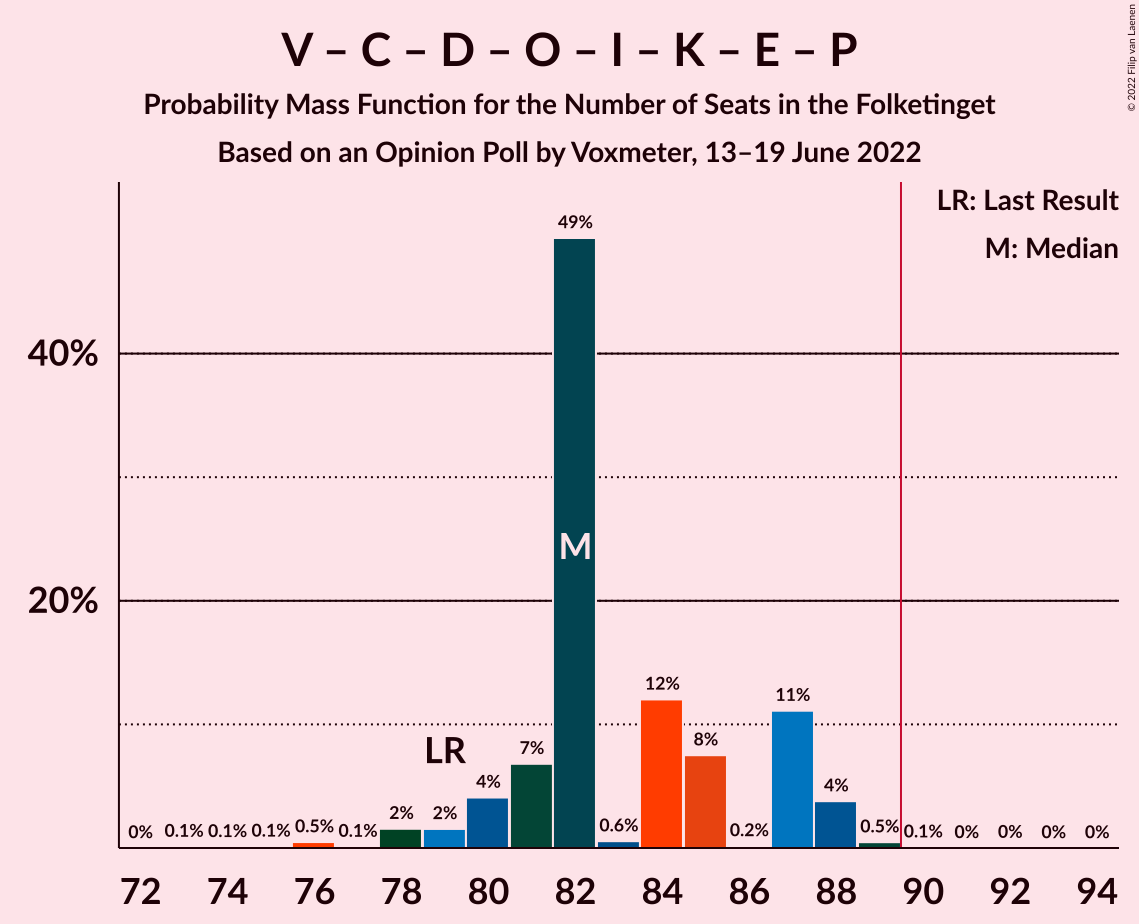 V – C – D – O – I – K – E – P
Probability Mass Function for the Number of Seats in the Folketinget
Based on an Opinion Poll by Voxmeter, 13–19 June 2022
© 2022 Filip van Laenen
LR: Last Result
M: Median
49%
40%
M
20%
12%
11%
LR
7%
8%
4%
4%
2%
2%
0%
0.1%
0.1%
0.1%
0.5%
0.1%
0.6%
0.2%
0.5%
0.1%
0%
0%
0%
0%
72 74 76 78 80 82 84 86 88 90 92 94